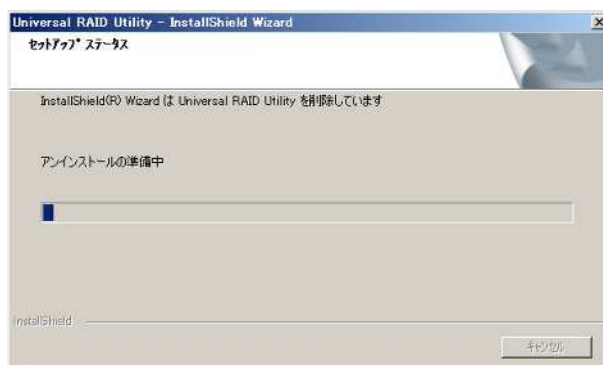 Universal RAID Utility - InstallShield Wizard
セットアップ ステータス
InstallShield(R) Wizard は Universal RAID Utility を削除しています
アンインストールの準備中
InstallShield
キャンセル